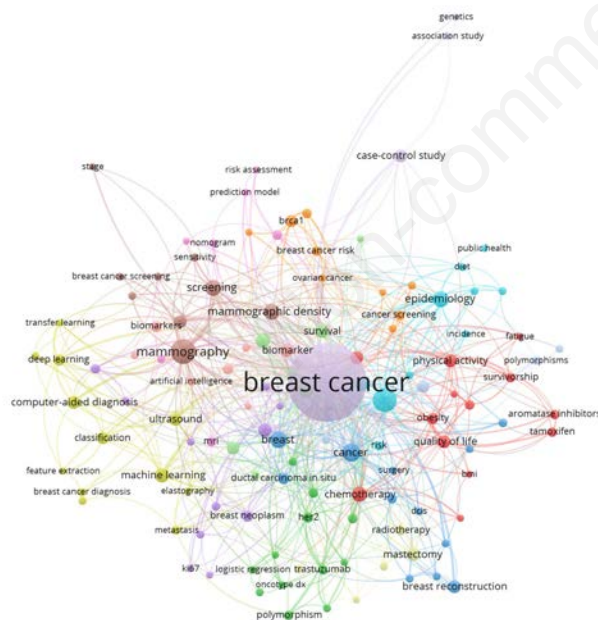 genetics
association study
case-control study
stage
risk assessment
prediction model
brca1
nomogram
breast cancer risk
public health
sensitivity
diet
breast cancer screening
ovarian cancer
screening
epidemiology
mammographic density
cancer screening
transfer learning
biomarkers
survival
incidence
fatigue
mammography
biomarker
deep learning
physical activity
polymorphisms
artificial intelligence
breast cancer
survivorship
computer-aided diagnosis
obesity
aromatase inhibitors
ultrasound
tamoxifen
classification
mri
breast
risk
quality of life
cancer
feature extraction
machine learning
ductal carcinoma in situ
surgery
bmi
breast cancer diagnosis
elastography
chemotherapy
dcis
breast neoplasm
her2
metastasis
radiotherapy
mastectomy
ki67
logistic regression
trastuzumab
oncotype dx
breast reconstruction
polymorphism